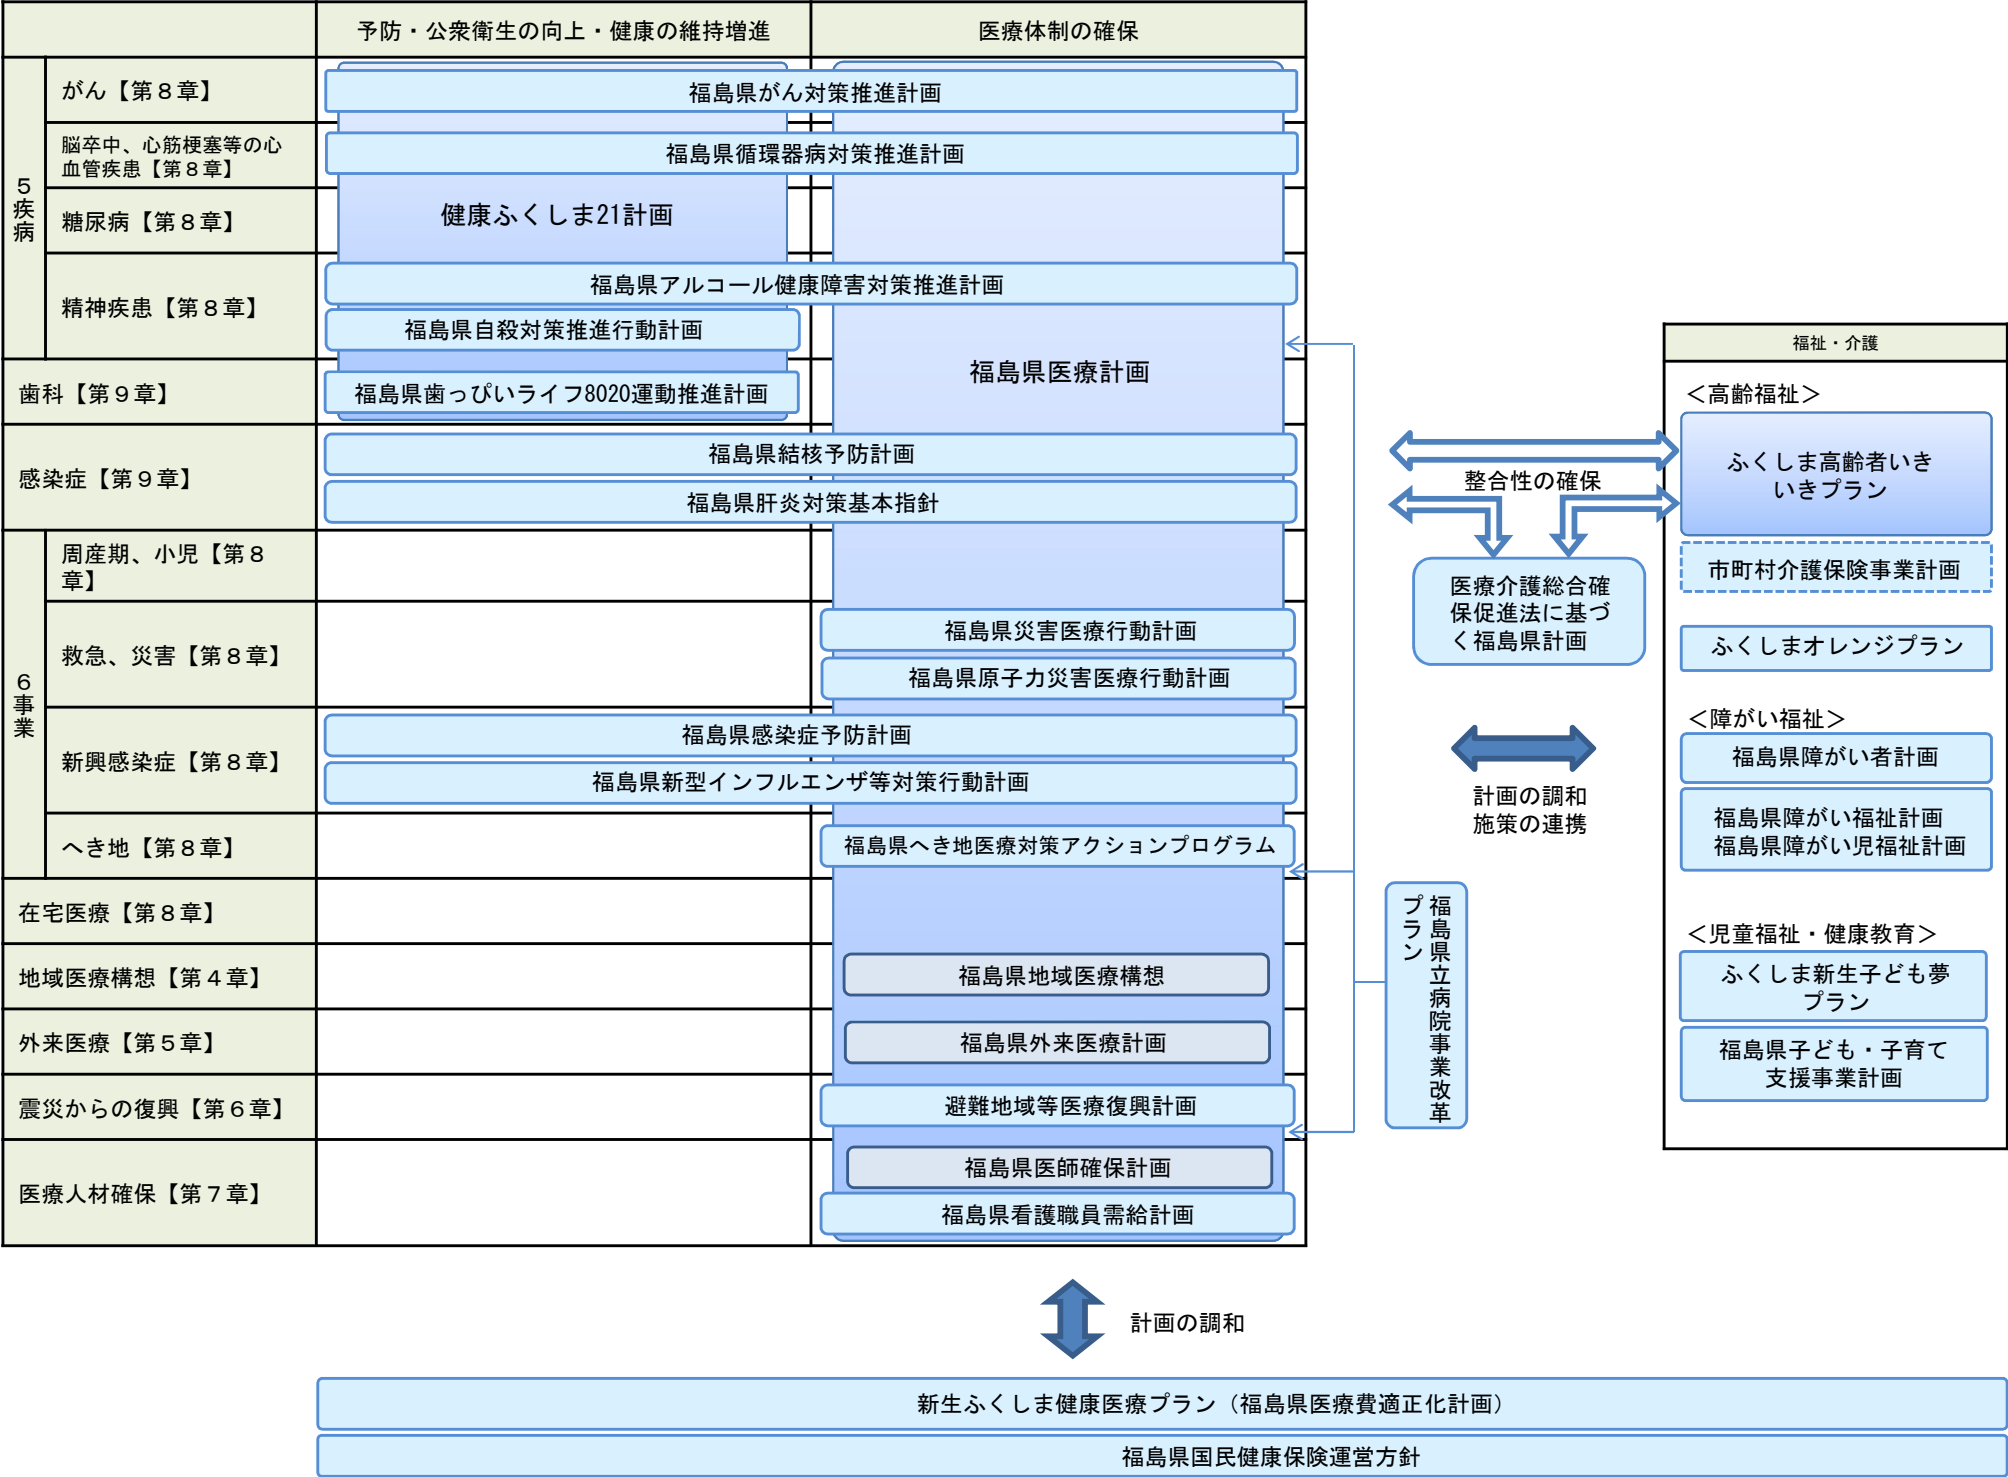 予防・公衆衛生の向上・健康の維持増進
医療体制の確保
５疾病
がん【第８章】
福島県がん対策推進計画
脳卒中、心筋梗塞等の心
血管疾患【第８章】
福島県循環器病対策推進計画
糖尿病【第８章】
健康ふくしま21計画
精神疾患【第８章】
福島県アルコール健康障害対策推進計画
福島県自殺対策推進行動計画
福島県医療計画
歯科【第９章】
福島県歯っぴいライフ8020運動推進計画
感染症【第９章】
福島県結核予防計画
福島県肝炎対策基本指針
６事業
周産期、小児【第８
章】
救急、災害【第８章】
福島県災害医療行動計画
福島県原子力災害医療行動計画
新興感染症【第８章】
福島県感染症予防計画
福島県新型インフルエンザ等対策行動計画
へき地【第８章】
福島県へき地医療対策アクションプログラム
在宅医療【第８章】
地域医療構想【第４章】
福島県地域医療構想
外来医療【第５章】
福島県外来医療計画
震災からの復興【第６章】
避難地域等医療復興計画
医療人材確保【第７章】
福島県医師確保計画
福島県看護職員需給計画
整合性の確保
医療介護総合確
保促進法に基づ
く福島県計画
計画の調和
施策の連携
福島県立病院事業改革
プラン
福祉・介護
＜高齢福祉＞
ふくしま高齢者いき
いきプラン
市町村介護保険事業計画
ふくしまオレンジプラン
＜障がい福祉＞
福島県障がい者計画
福島県障がい福祉計画
福島県障がい児福祉計画
＜児童福祉・健康教育＞
ふくしま新生子ども夢
プラン
福島県子ども・子育て
支援事業計画
計画の調和
新生ふくしま健康医療プラン（福島県医療費適正化計画）
福島県国民健康保険運営方針